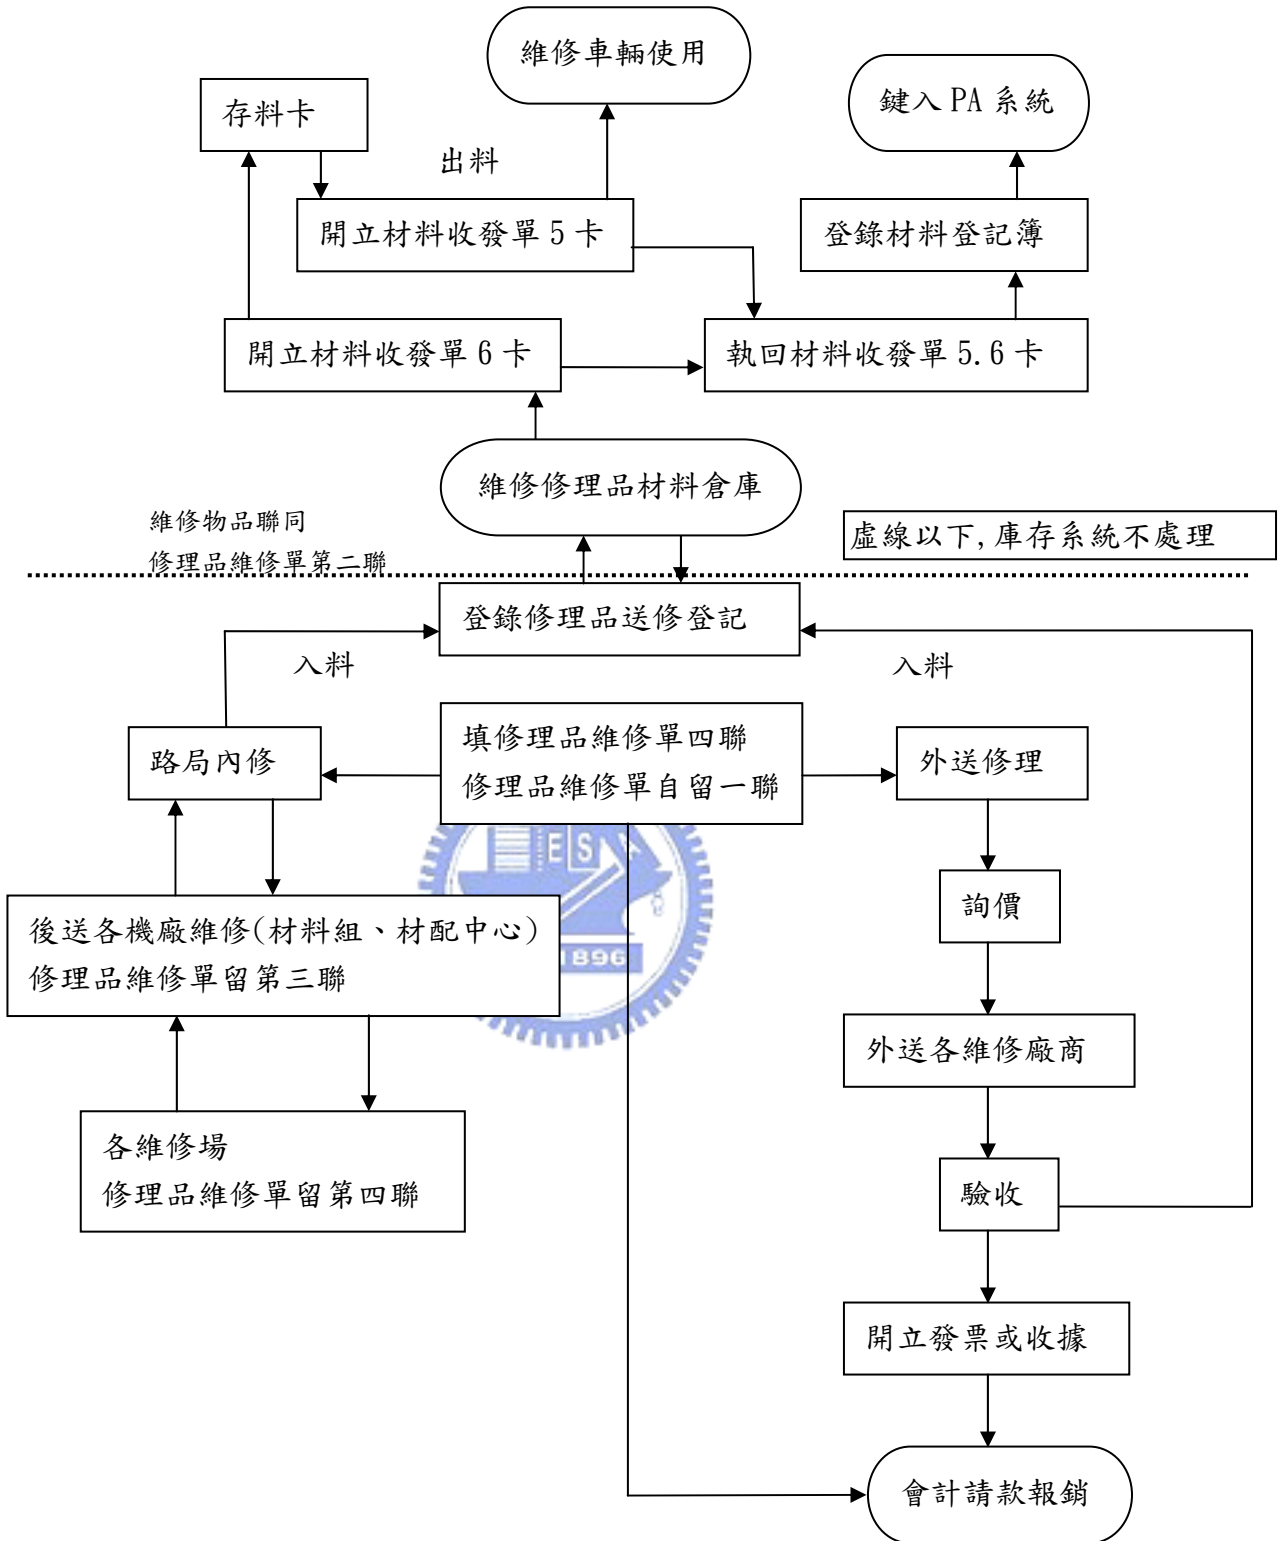 維修車輛使用
存料卡
鍵入 PA 系統
出料
開立材料收發單 5 卡
登錄材料登記簿
開立材料收發單 6 卡
執回材料收發單 5.6 卡
維修修理品材料倉庫
維修物品聯同
修理品維修單第二聯
虛線以下,庫存系統不處理
登錄修理品送修登記
入料
入料
路局內修
填修理品維修單四聯
修理品維修單自留一聯
外送修理
ES
詢價
後送各機廠維修(材料組、材配中心)
修理品維修單留第三聯
1896
外送各維修廠商
各維修場
修理品維修單留第四聯
驗收
開立發票或收據
會計請款報銷